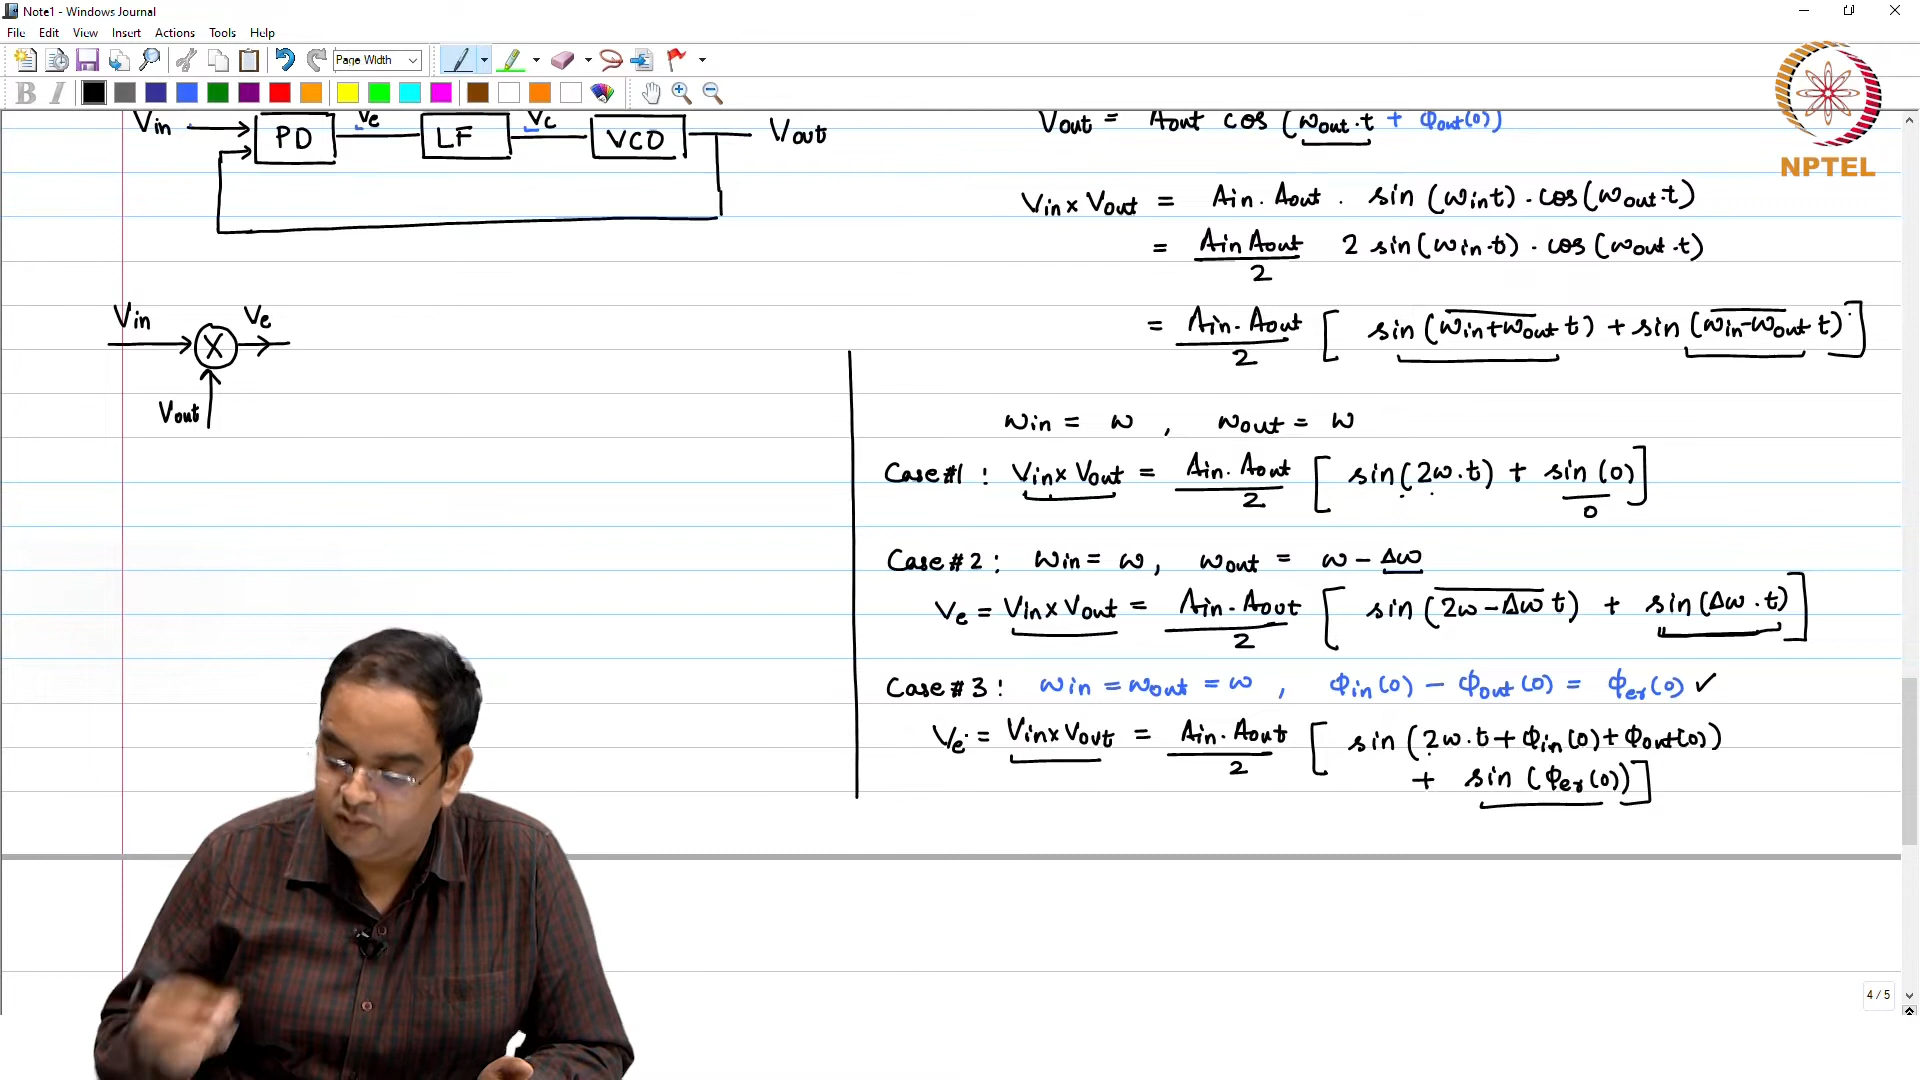 Note1 - Windows Journal
File Edit View Insert Actions Tools Help
Page Width
B I
NPTEL
Vin PD Ve LF Vc VCO Vout
Vout = Aout cos (ωout·t + Φout(0))
Vin x Vout = Ain. Aout . sin (ωint) . cos(ωout·t)
= Ain Aout / 2 2 sin(ωin·t) . cos (ωout·t)
= Ain. Aout / 2 [ sin (ωin+ωout t) + sin (ωin-ωout t) ]
Vin X Ve
Vout
ωin = ω , ωout = ω
Case #1 : Vin x Vout = Ain. Aout / 2 [ sin(2ω.t) + sin (0) ]
0
Case # 2 : ωin = ω, ωout = ω - Δω
Ve = Vin x Vout = Ain. Aout / 2 [ sin (2ω-Δω t) + sin (Δω . t) ]
Case # 3 : ωin = ωout = ω , Φin(0) - Φout(0) = Φer(0) ✓
Ve = Vin x Vout = Ain. Aout / 2 [ sin (2ω.t + Φin(0) + Φout(0))
+ sin (Φer(0)) ]
4 / 5